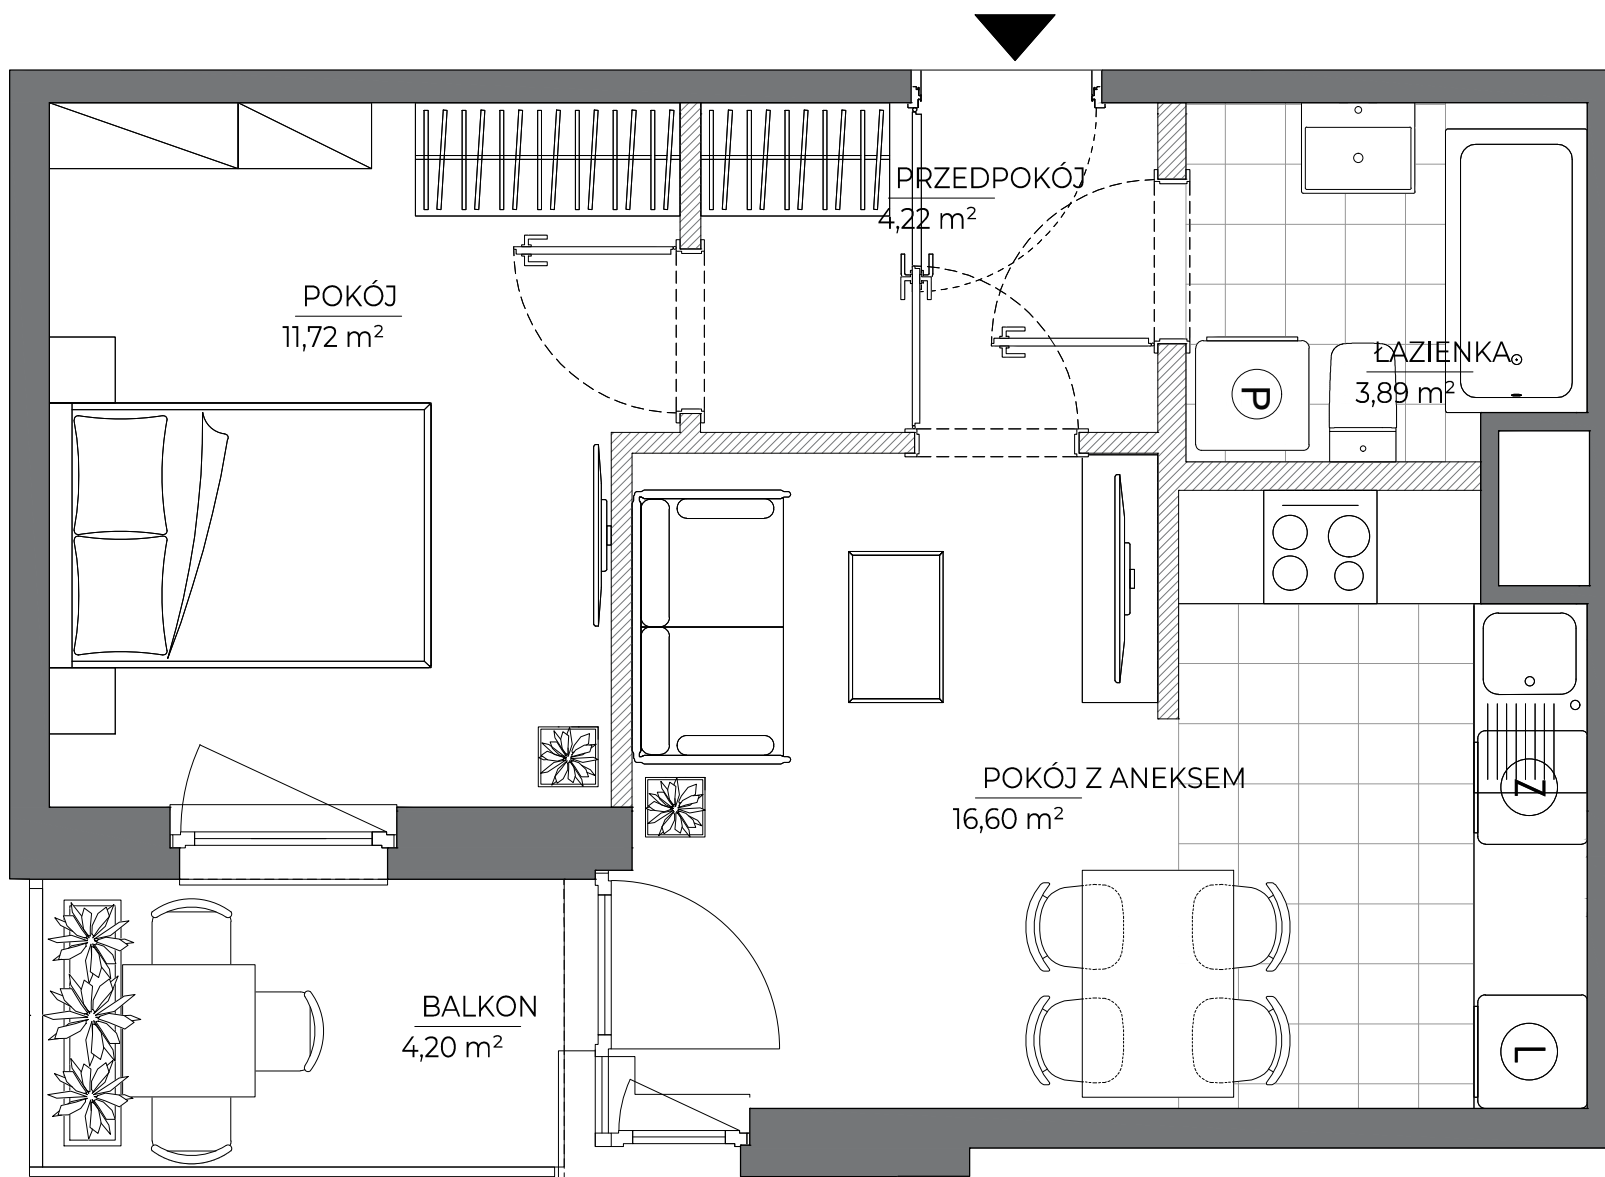 PRZEDPOKÓJ
4,22 m²
POKÓJ
11,72 m²
ŁAZIENKA
3,89 m²
P
POKÓJ Z ANEKSEM
16,60 m²
Z
BALKON
4,20 m²
L